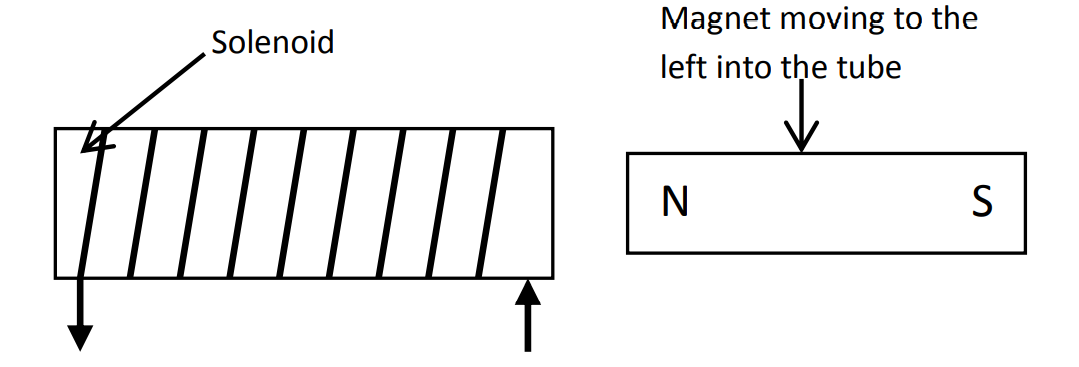 Solenoid
Magnet moving to the
left into the tube
N S